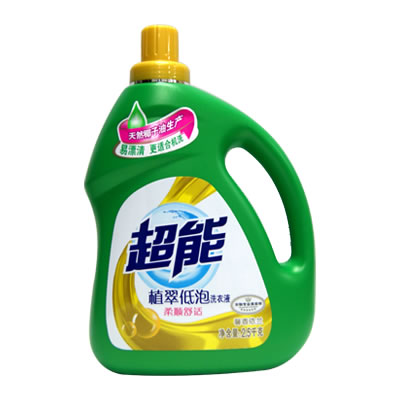 天然椰子油生产
易漂清 更适合机洗
超能
植翠低泡洗衣液
柔顺舒适
净含量:2.5千克